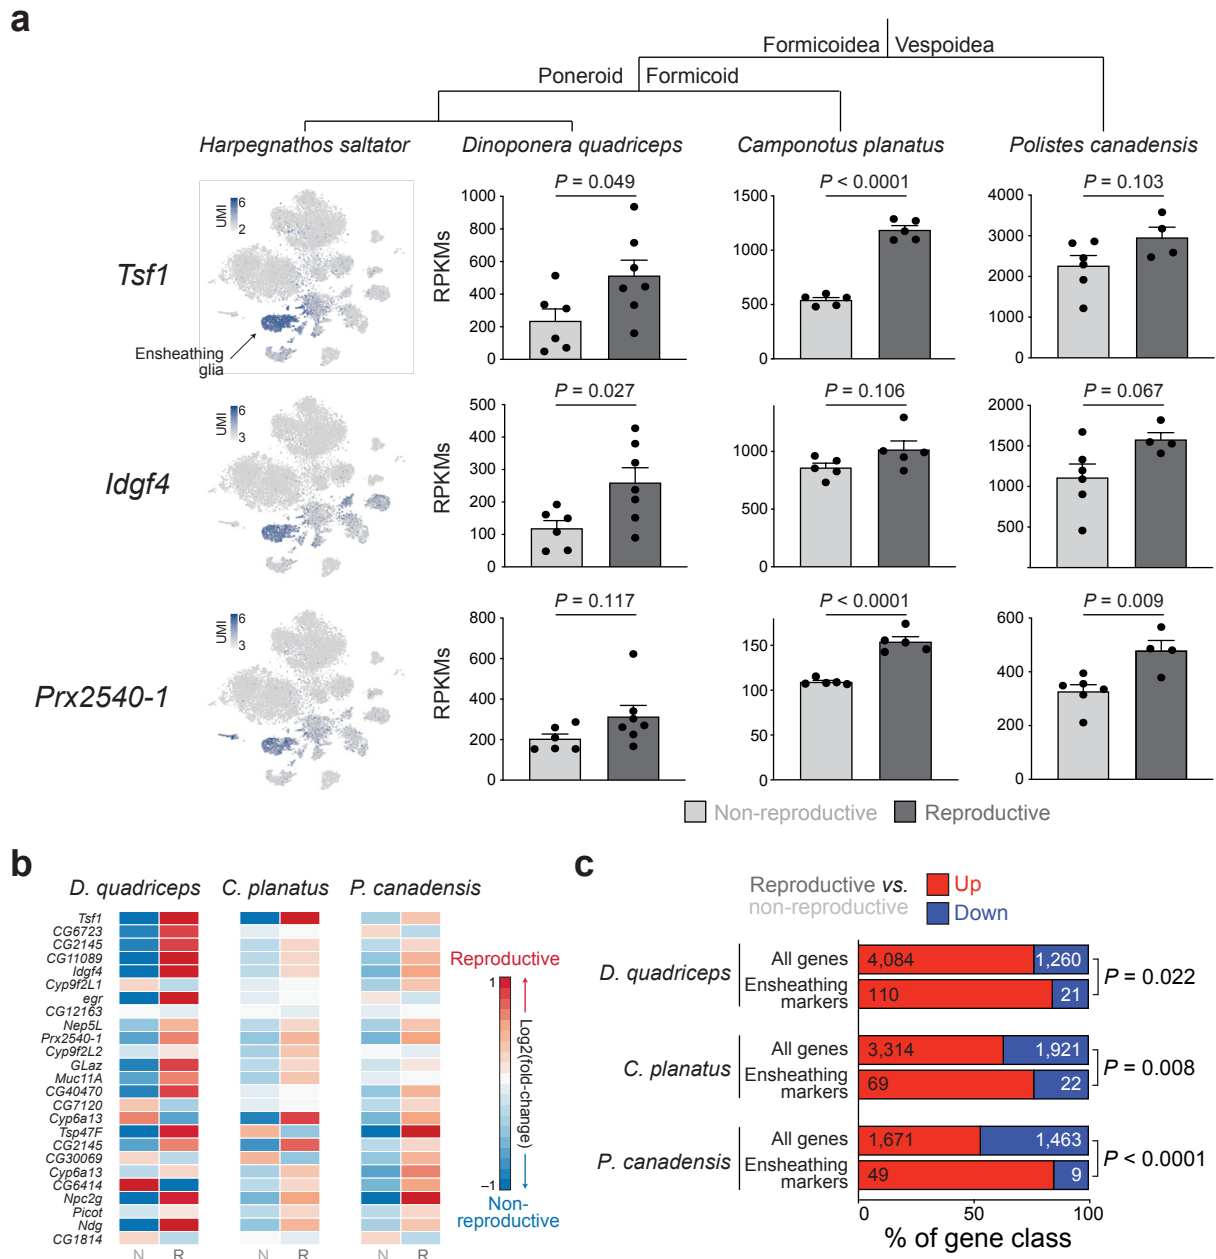 a
Formicoidea Vespoidea
Poneroid Formicoid
Harpegnathos saltator Dinoponera quadriceps Camponotus planatus Polistes canadensis
Tsf1
UMI
6
2
Ensheathing
glia
RPKMs
P = 0.049
1000
800
600
400
200
0
P < 0.0001
1500
1000
500
0
P = 0.103
4000
3000
2000
1000
0
Idgf4
UMI
6
3
RPKMs
P = 0.027
500
400
300
200
100
0
P = 0.106
1000
500
0
P = 0.067
2000
1500
1000
500
Prx2540-1
UMI
6
3
RPKMs
P = 0.117
800
600
400
200
0
P < 0.0001
150
100
50
0
P = 0.009
600
400
200
0
Non-reproductive Reproductive
b
D. quadriceps C. planatus P. canadensis
Tsf1
CG6723
CG2145
CG11089
Idgf4
Cyp9f2L1
egr
CG12163
Nep5L
Prx2540-1
Cyp9f2L2
GLaz
Muc11A
CG40470
CG7120
Cyp6a13
Tsp47F
CG2145
CG30069
Cyp6a13
CG6414
Npc2g
Picot
Ndg
CG1814
N R N R N R
Reproductive
1
Log2(fold-change)
−1
Non-
reproductive
c
Reproductive vs.
non-reproductive
Up
Down
D. quadriceps
All genes 4,084 1,260
Ensheathing
markers 110 21
P = 0.022
C. planatus
All genes 3,314 1,921
Ensheathing
markers 69 22
P = 0.008
P. canadensis
All genes 1,671 1,463
Ensheathing
markers 49 9
P < 0.0001
0 50 100
% of gene class